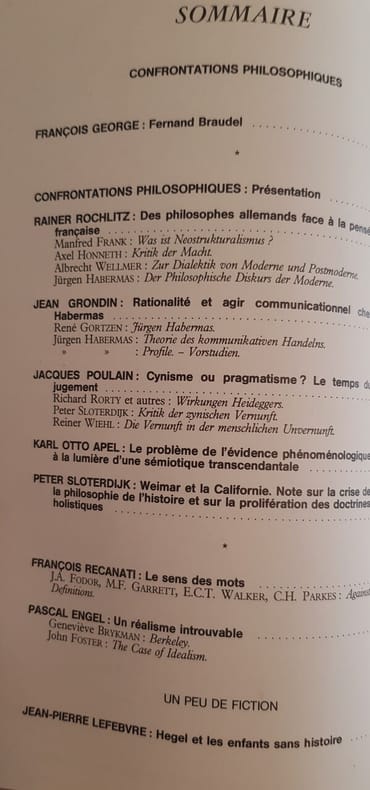 SOMMAIRE
CONFRONTATIONS PHILOSOPHIQUES
FRANÇOIS GEORGE : Fernand Braudel ..........
*
CONFRONTATIONS PHILOSOPHIQUES : Présentation .....
RAINER ROCHLITZ : Des philosophes allemands face à la pensé
française ..........
Manfred FRANK : Was ist Neostrukturalismus ?
Axel HONNETH : Kritik der Macht.
Albrecht WELLMER : Zur Dialektik von Moderne und Postmoderne.
Jürgen HABERMAS : Der Philosophische Diskurs der Moderne.
JEAN GRONDIN : Rationalité et agir communicationnel che
Habermas ..........
René GORTZEN : Jürgen Habermas.
Jürgen HABERMAS : Theorie des kommunikativen Handelns.
» » : Profile. – Vorstudien.
JACQUES POULAIN : Cynisme ou pragmatisme ? Le temps du
jugement ..........
Richard RORTY et autres : Wirkungen Heideggers.
Peter SLOTERDIJK : Kritik der zynischen Vernunft.
Reiner WIEHL : Die Vernunft in der menschlichen Unvernunft.
KARL OTTO APEL : Le problème de l'évidence phénoménologique
à la lumière d'une sémiotique transcendantale ..........
PETER SLOTERDIJK : Weimar et la Californie. Note sur la crise de
la philosophie de l'histoire et sur la prolifération des doctrines
holistiques ..........
*
FRANÇOIS RECANATI : Le sens des mots ..........
J.A. FODOR, M.F. GARRETT, E.C.T. WALKER, C.H. PARKES : Against
Definitions.
PASCAL ENGEL : Un réalisme introuvable ..........
Geneviève BRYKMAN : Berkeley.
John FOSTER : The Case of Idealism.
UN PEU DE FICTION
JEAN-PIERRE LEFEBVRE : Hegel et les enfants sans histoire ....